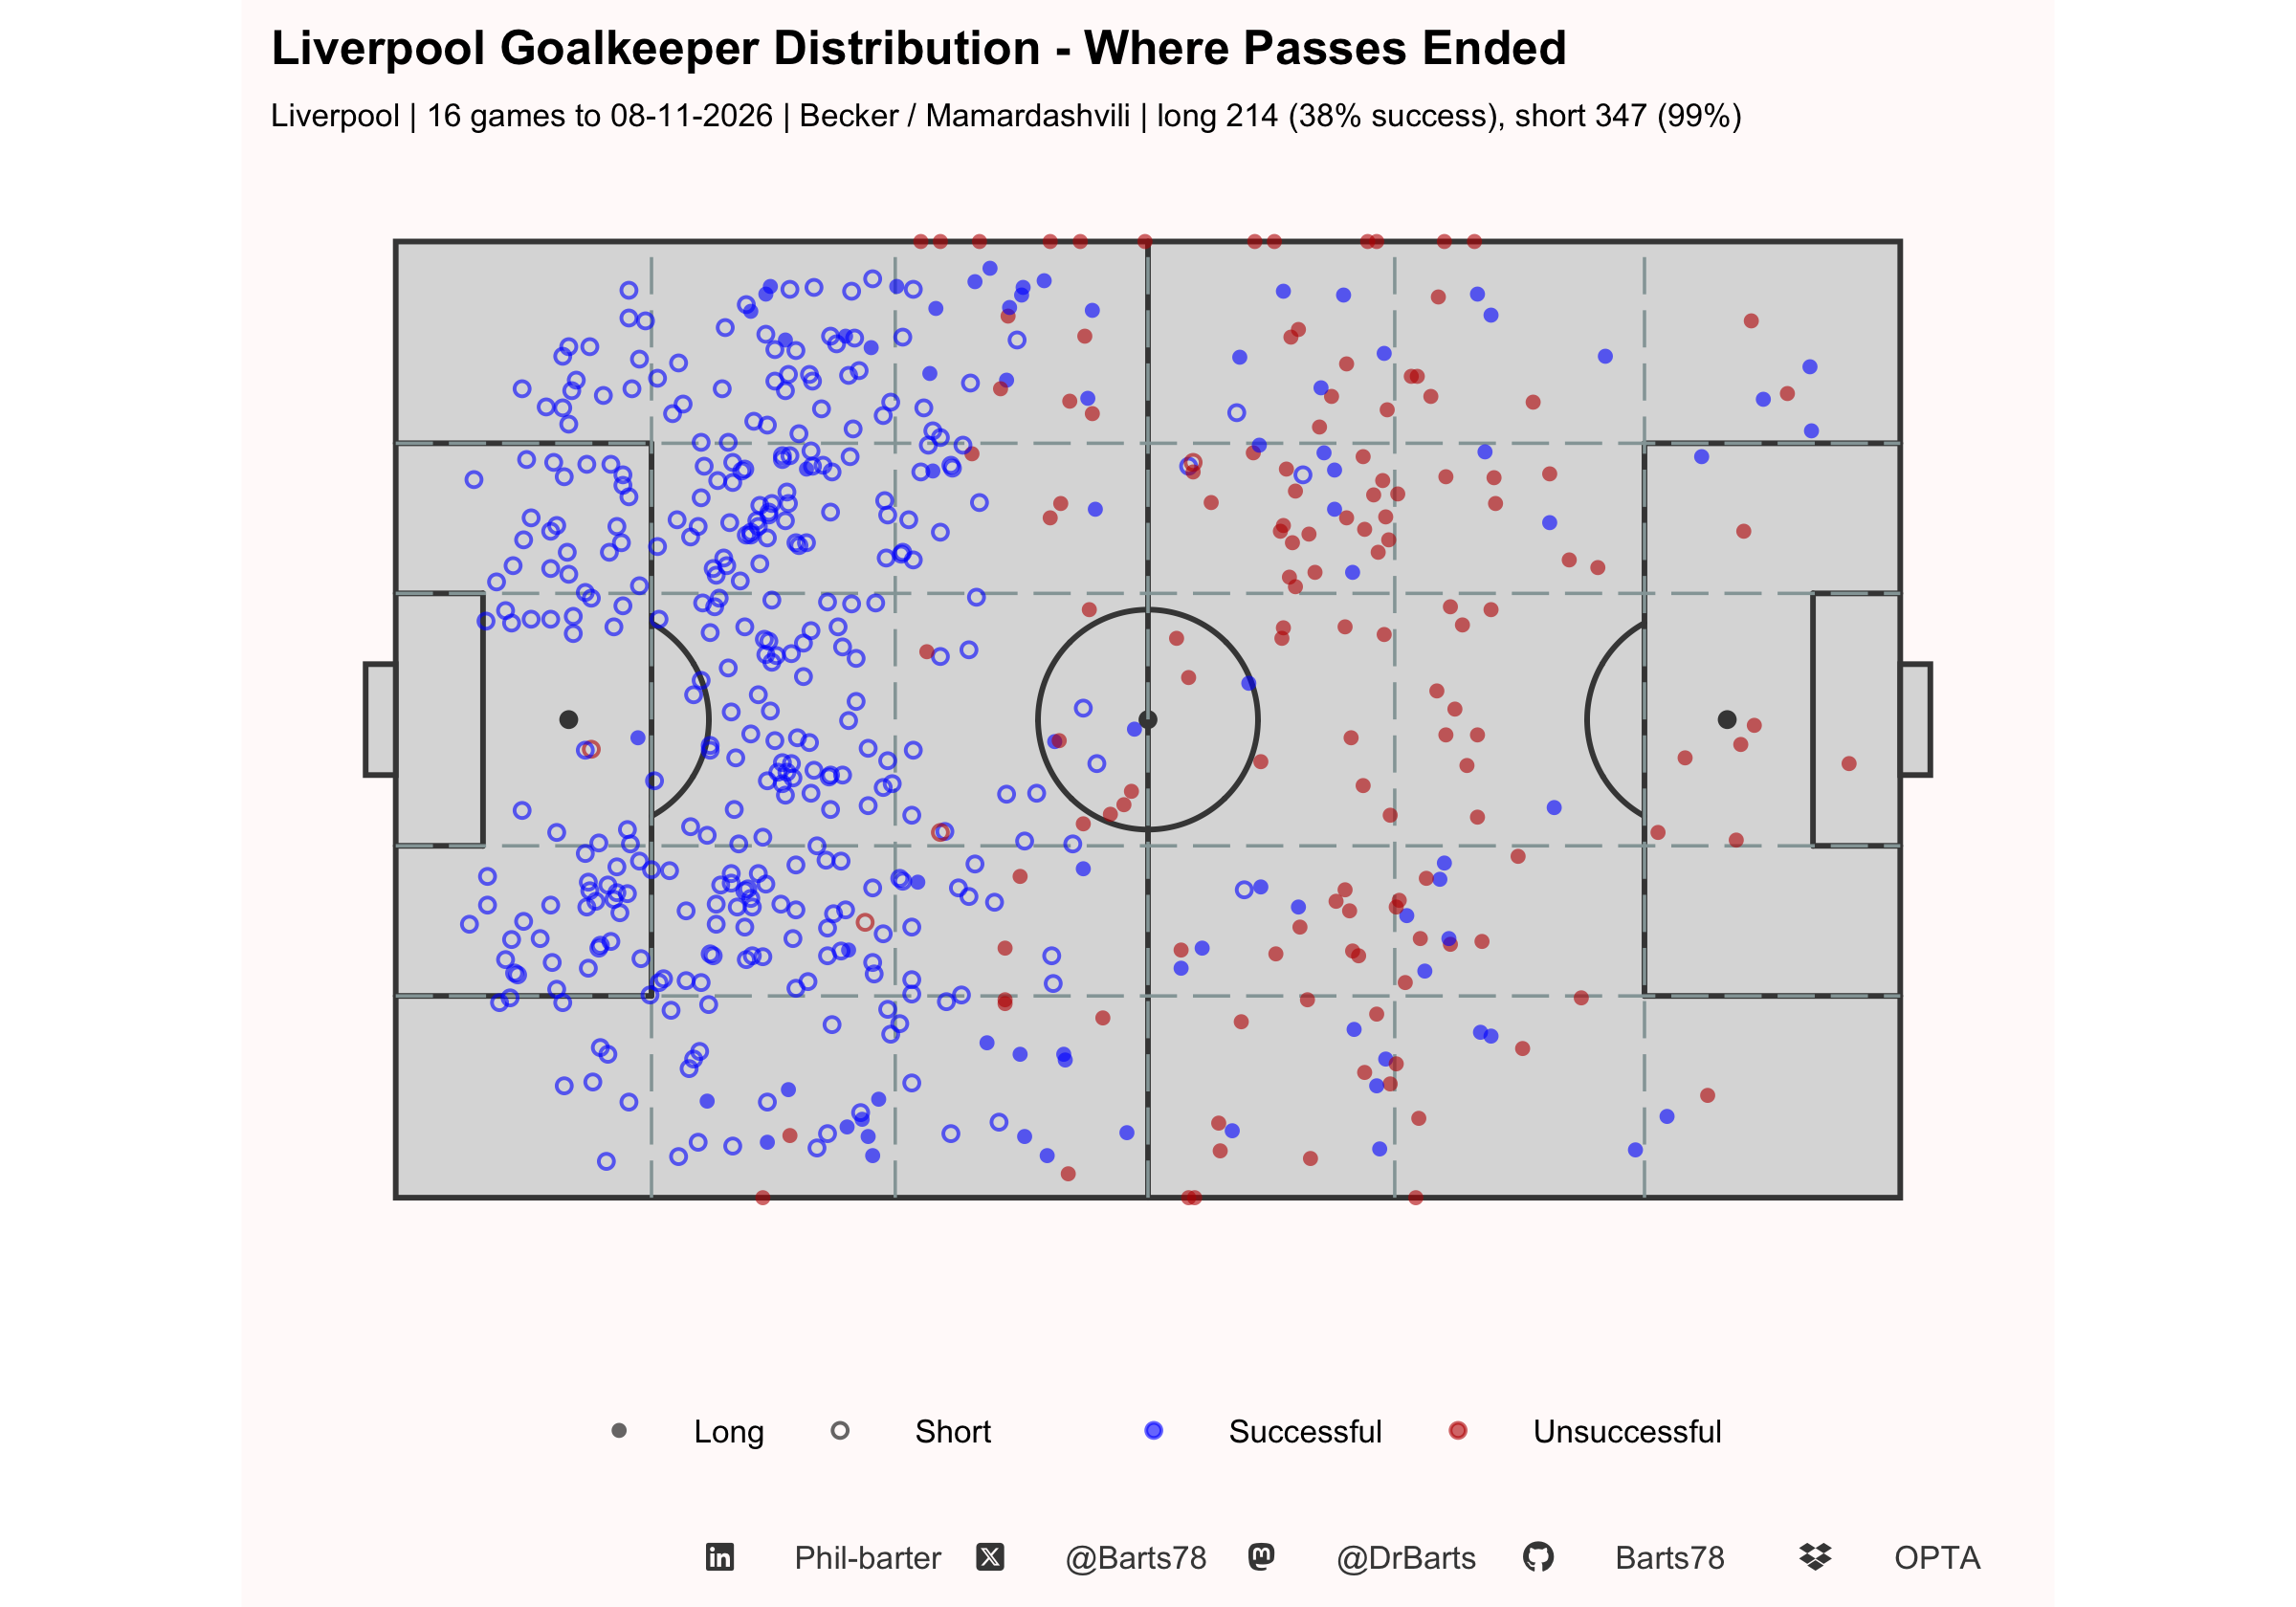 Liverpool Goalkeeper Distribution - Where Passes Ended
Liverpool | 16 games to 08-11-2026 | Becker / Mamardashvili | long 214 (38% success), short 347 (99%)
Long Short Successful Unsuccessful
Phil-barter @Barts78 @DrBarts Barts78 OPTA